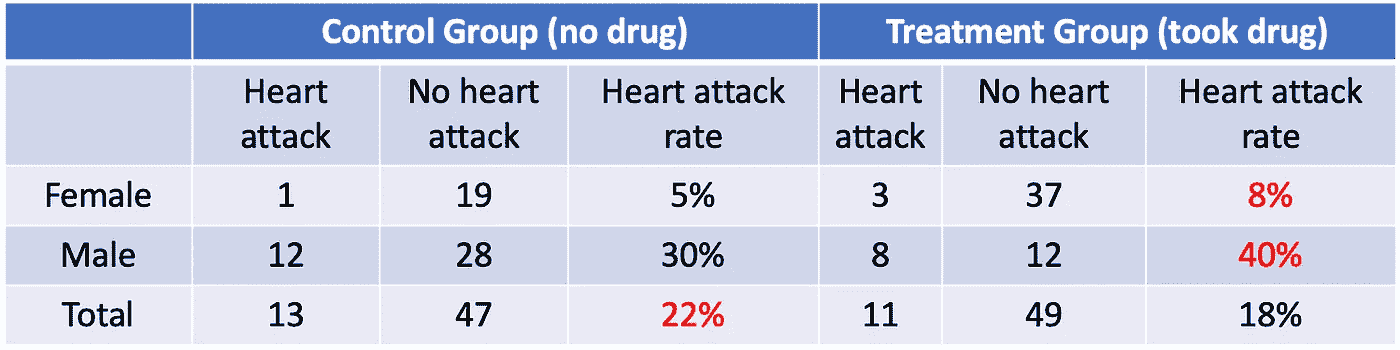 Control Group (no drug) Treatment Group (took drug)
Heart attack No heart attack Heart attack rate Heart attack No heart attack Heart attack rate
Female 1 19 5% 3 37 8%
Male 12 28 30% 8 12 40%
Total 13 47 22% 11 49 18%